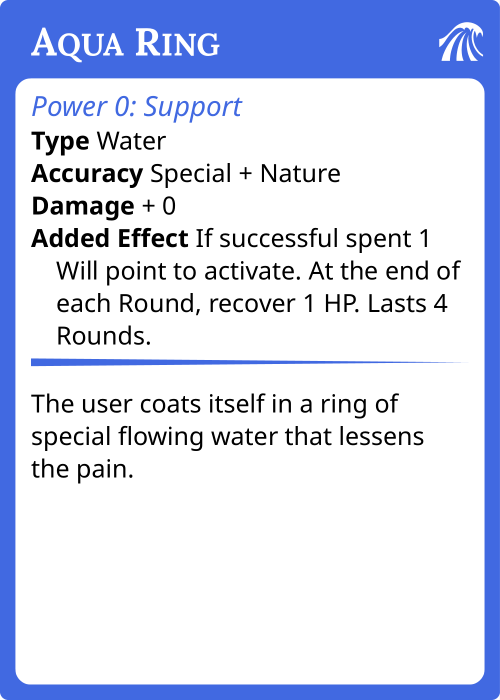 Aqua Ring
Power 0: Support
Type Water
Accuracy Special + Nature
Damage + 0
Added Effect If successful spent 1
Will point to activate. At the end of
each Round, recover 1 HP. Lasts 4
Rounds.
The user coats itself in a ring of
special flowing water that lessens
the pain.